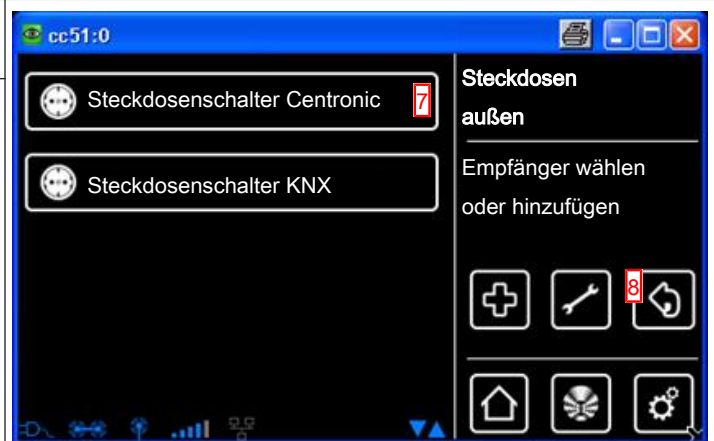 cc51:0
Steckdosenschalter Centronic 7
Steckdosenschalter KNX
Steckdosen
außen
Empfänger wählen
oder hinzufügen
8